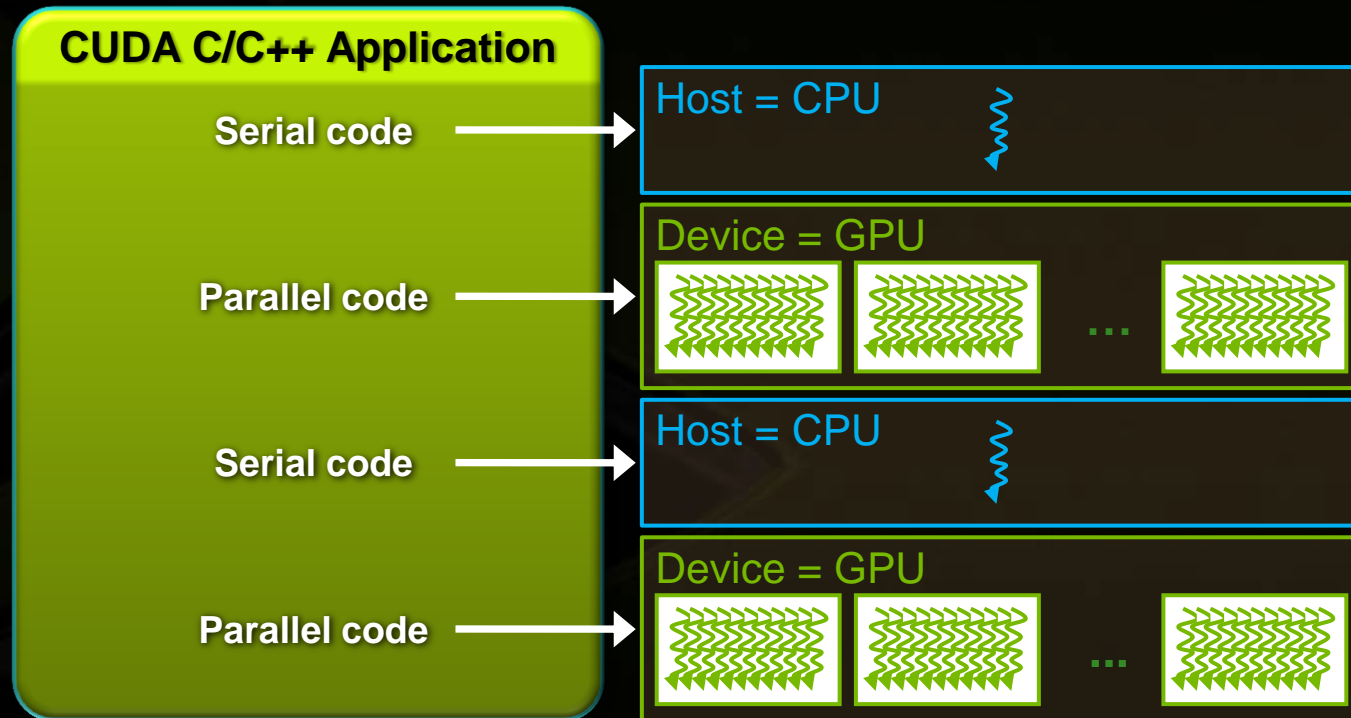 CUDA C/C++ Application
Serial code
Host = CPU
Parallel code
Device = GPU
...
Serial code
Host = CPU
Parallel code
Device = GPU
...